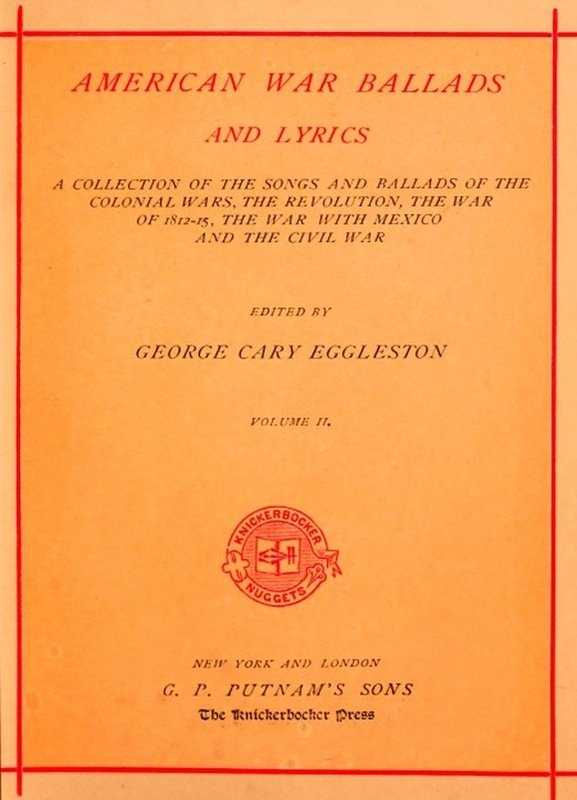 AMERICAN WAR BALLADS
AND LYRICS
A COLLECTION OF THE SONGS AND BALLADS OF THE
COLONIAL WARS, THE REVOLUTION, THE WAR
OF 1812-15, THE WAR WITH MEXICO
AND THE CIVIL WAR
EDITED BY
GEORGE CARY EGGLESTON
VOLUME II.
KNICKERBOCKER
NUGGETS
NEW YORK AND LONDON
G. P. PUTNAM'S SONS
The Knickerbocker Press